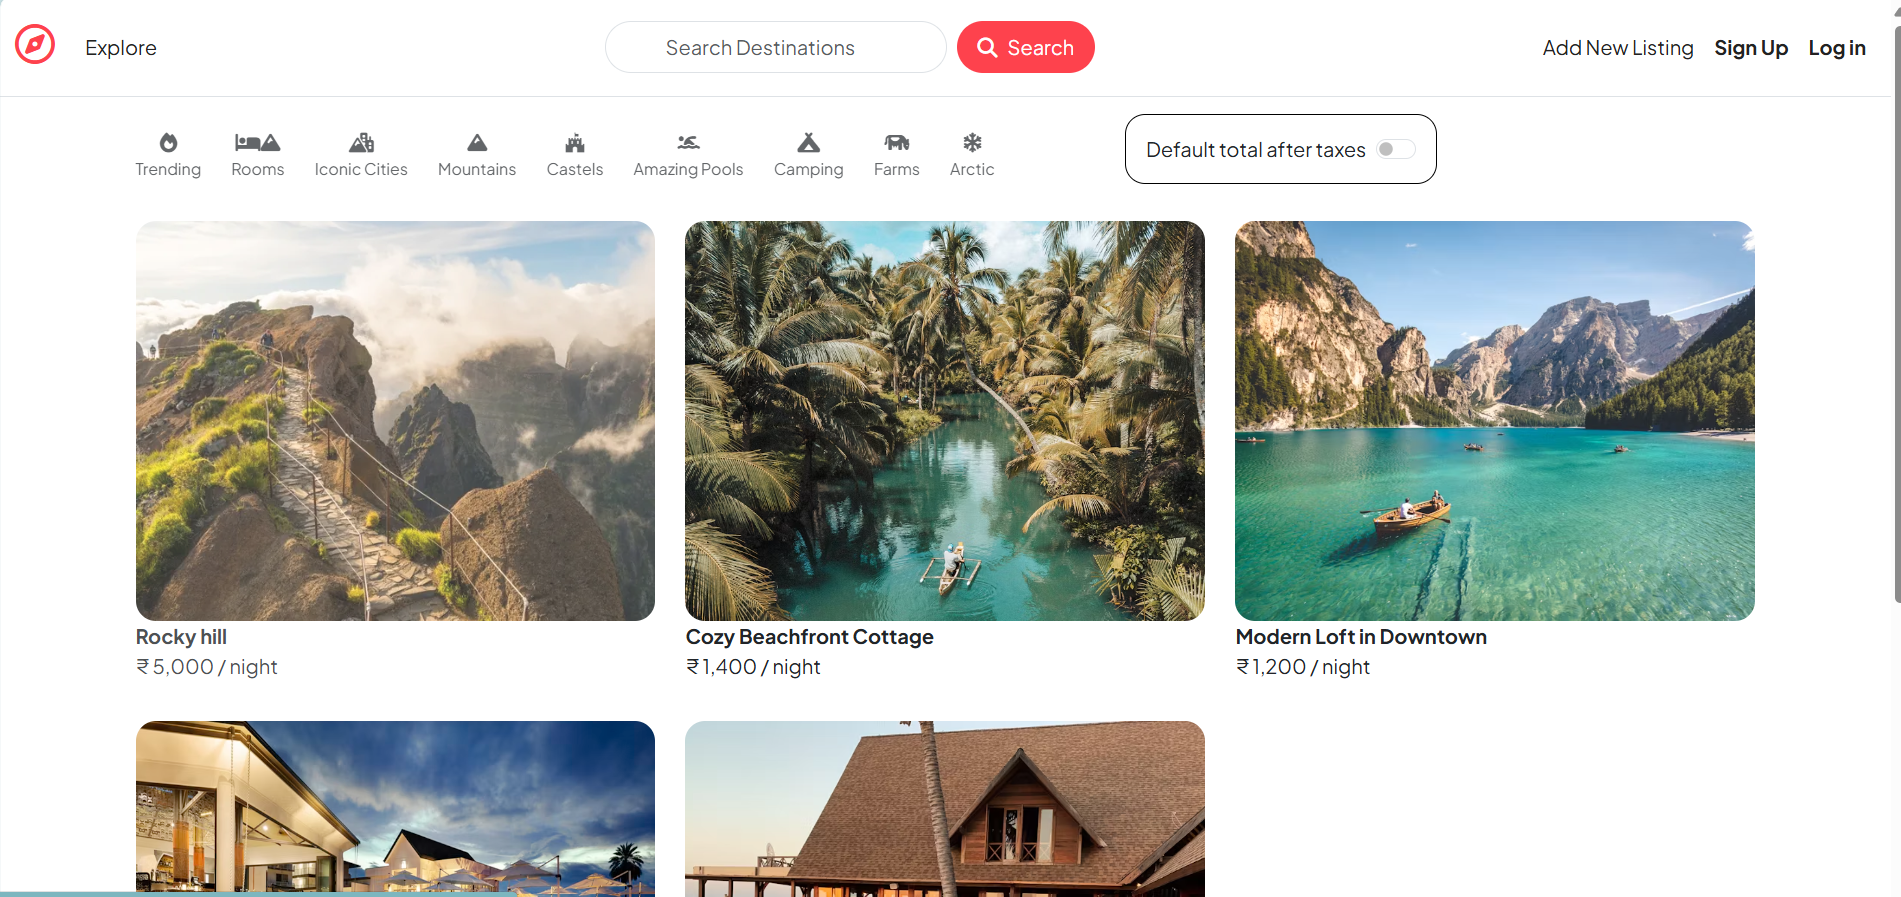 Explore
Search Destinations
Search
Add New Listing
Sign Up
Log in
Trending
Rooms
Iconic Cities
Mountains
Castels
Amazing Pools
Camping
Farms
Arctic
Default total after taxes
Rocky hill
₹ 5,000 / night
Cozy Beachfront Cottage
₹ 1,400 / night
Modern Loft in Downtown
₹ 1,200 / night